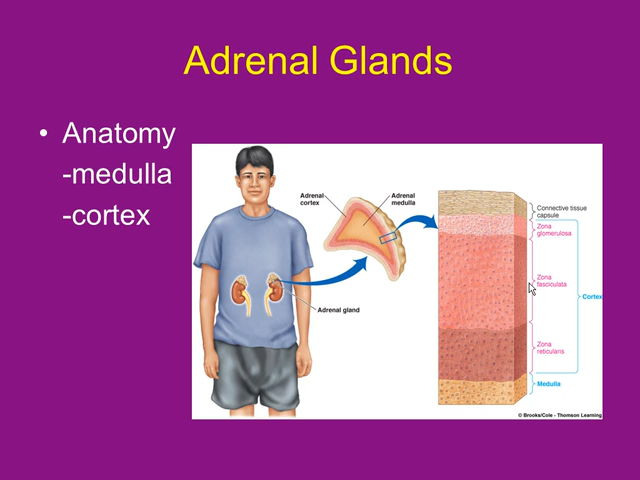 Adrenal Glands
• Anatomy
-medulla
-cortex
Adrenal
cortex
Adrenal
medulla
Adrenal gland
Connective tissue
capsule
Zona
glomerulosa
Zona
fasciculata
Cortex
Zona
reticularis
Medulla
© Brooks/Cole - Thomson Learning